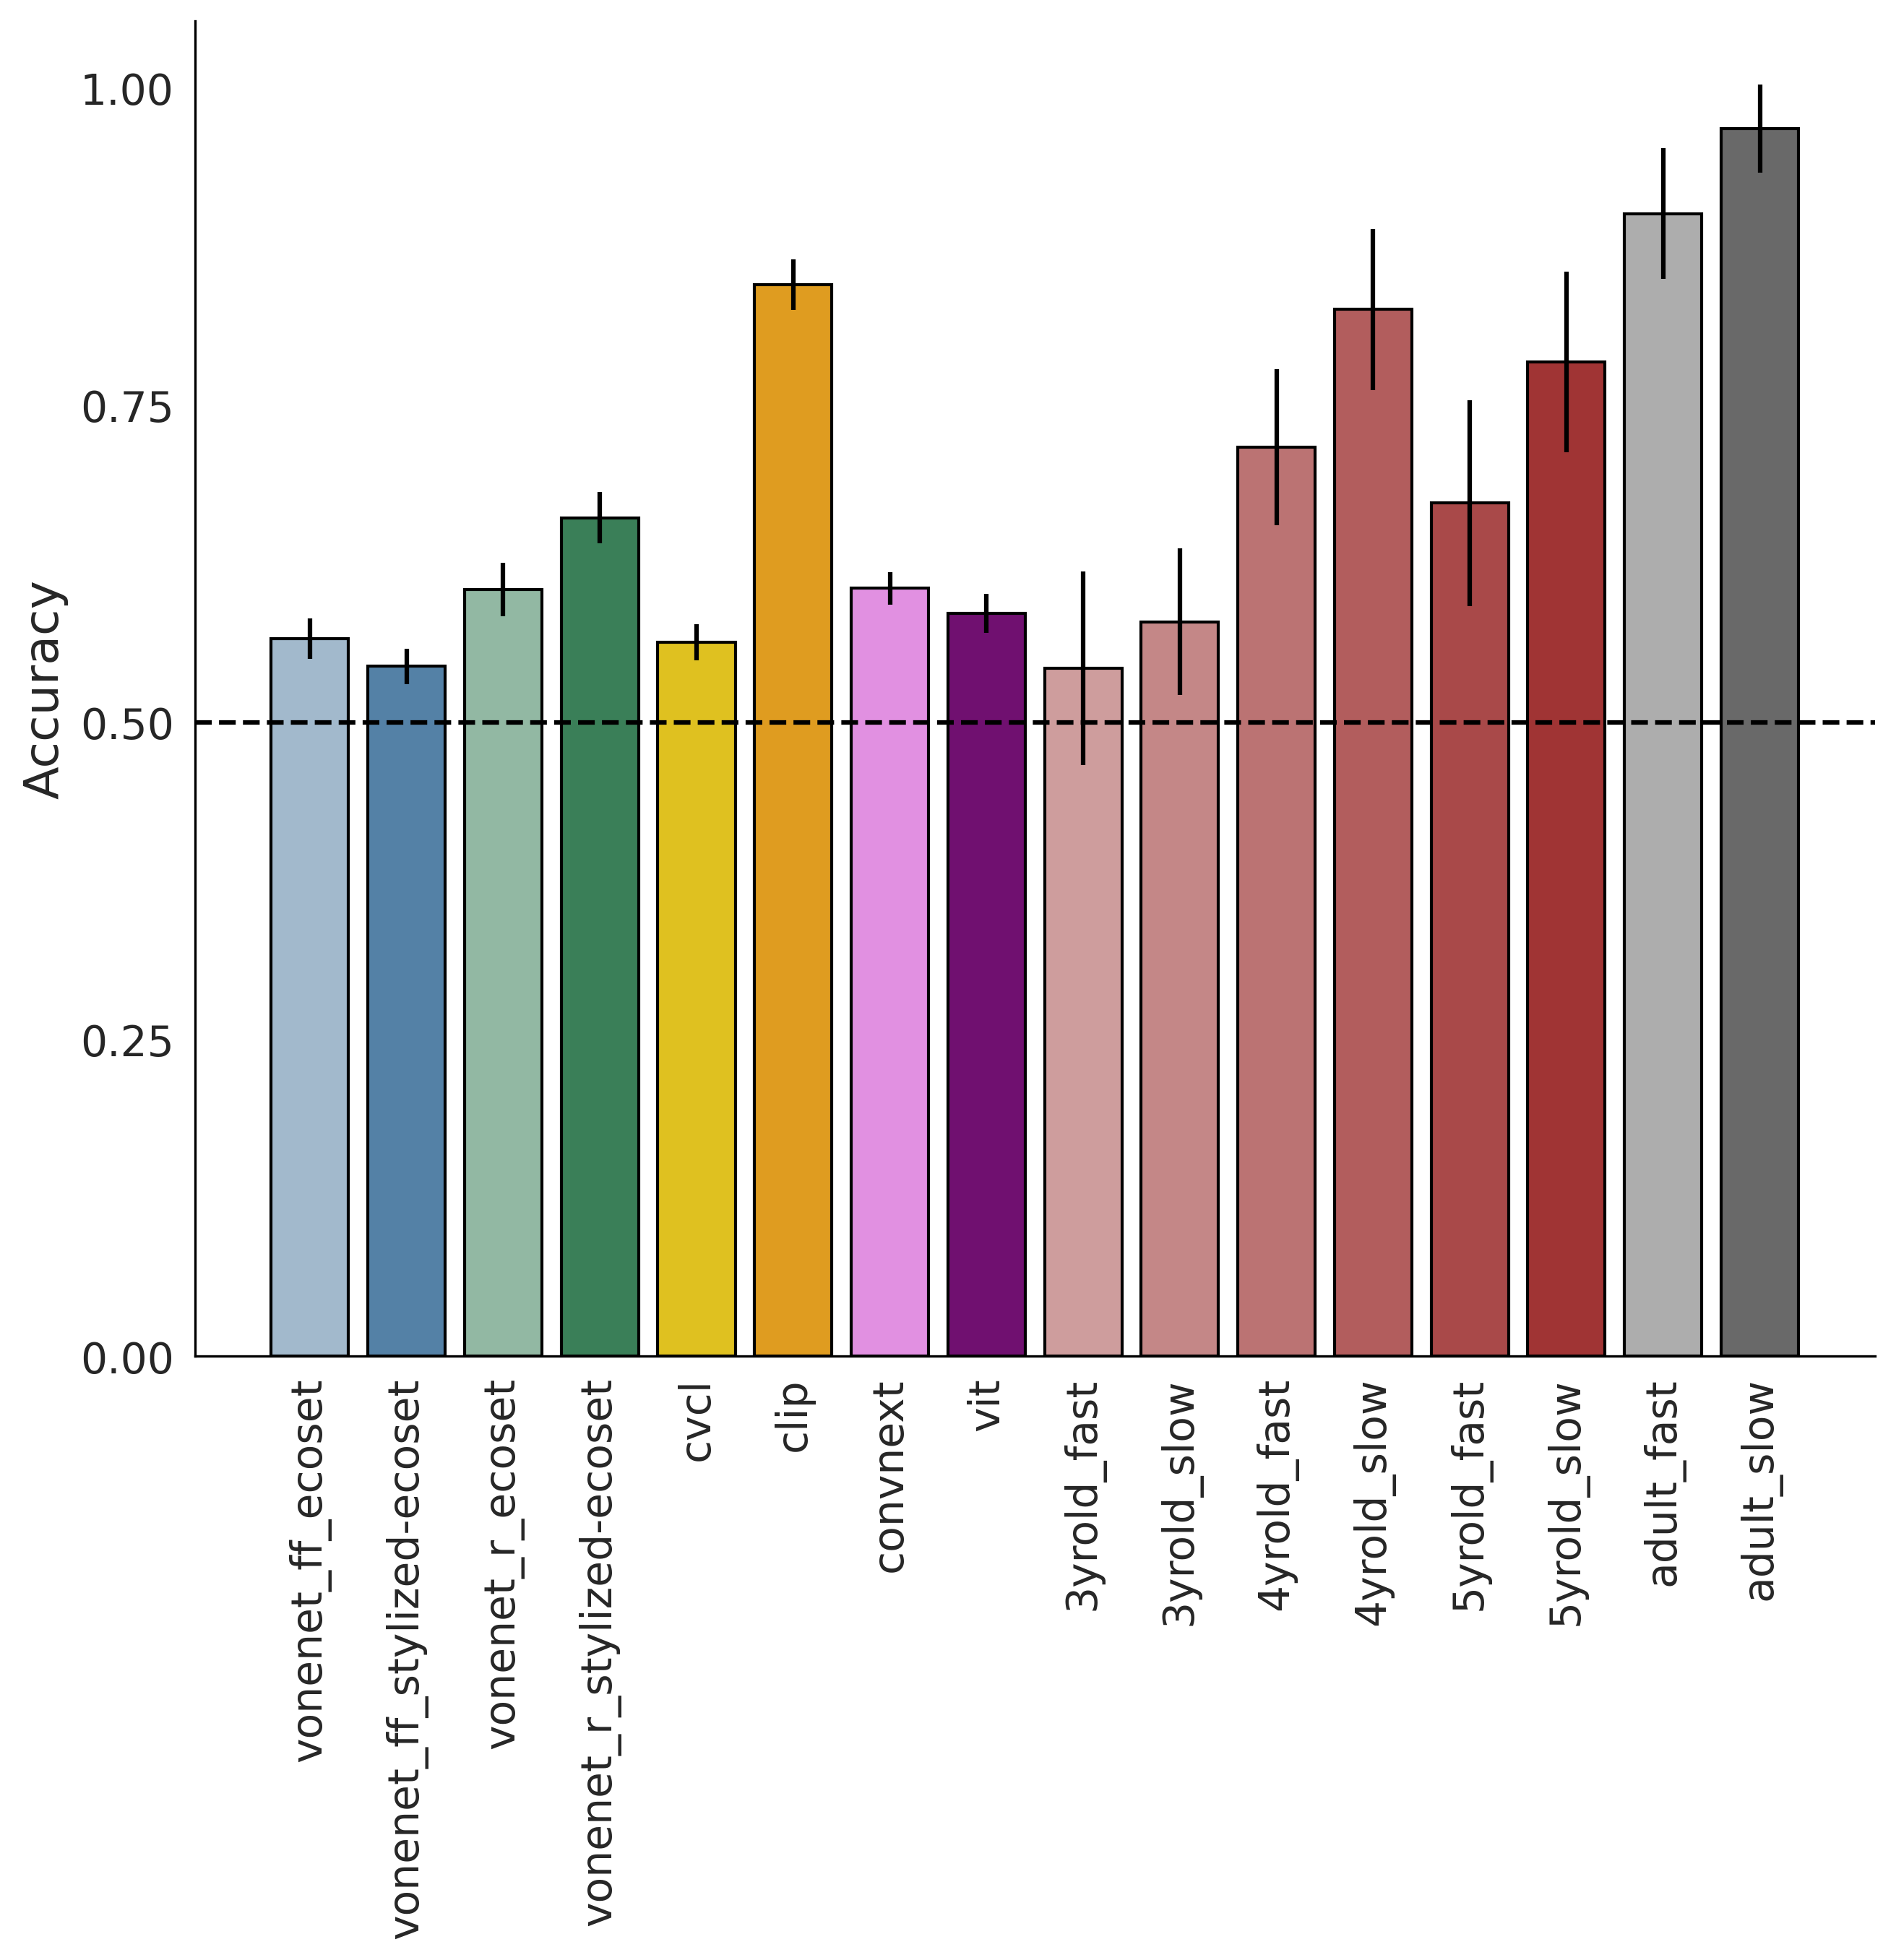 Accuracy
1.00
0.75
0.50
0.25
0.00
vonenet_ff_ecoset
vonenet_ff_stylized-ecoset
vonenet_r_ecoset
vonenet_r_stylized-ecoset
cvcl
clip
convnext
vit
3yrold_fast
3yrold_slow
4yrold_fast
4yrold_slow
5yrold_fast
5yrold_slow
adult_fast
adult_slow